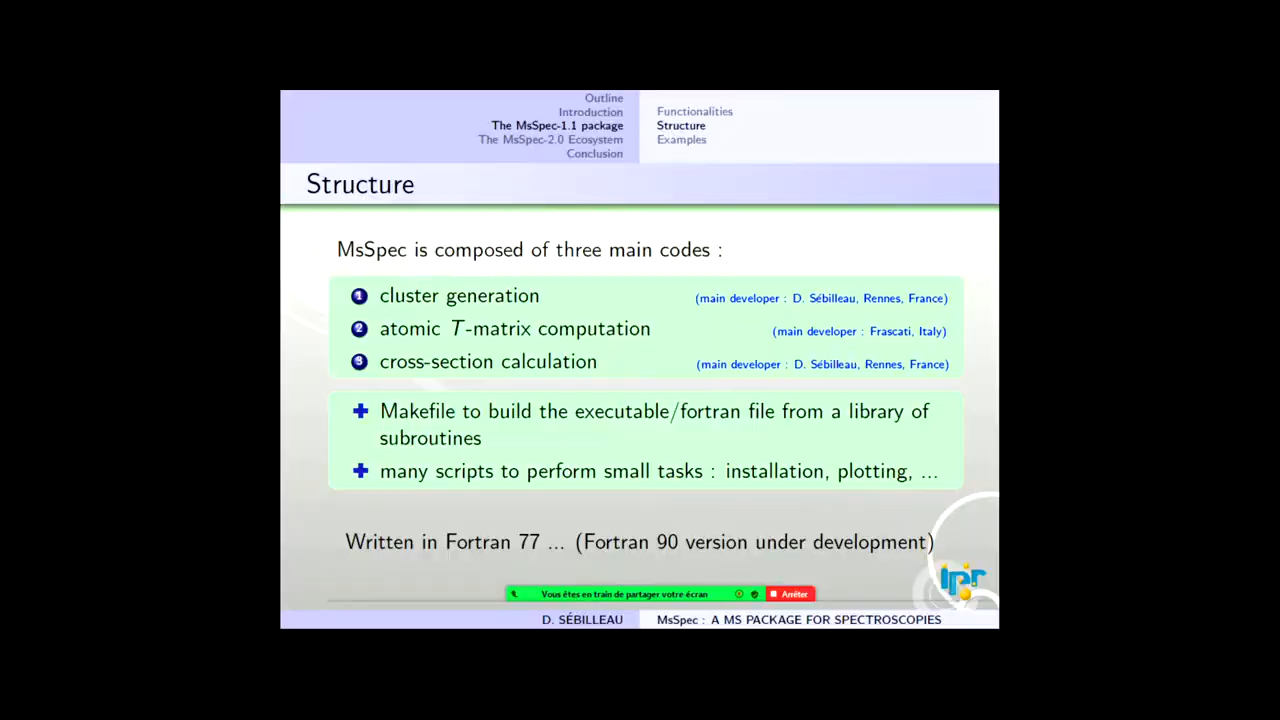 Outline
Introduction
The MsSpec-1.1 package
The MsSpec-2.0 Ecosystem
Conclusion
Functionalities
Structure
Examples
Structure
MsSpec is composed of three main codes :
1 cluster generation (main developer : D. Sébilleau, Rennes, France)
2 atomic T-matrix computation (main developer : Frascati, Italy)
3 cross-section calculation (main developer : D. Sébilleau, Rennes, France)
Makefile to build the executable/fortran file from a library of
subroutines
many scripts to perform small tasks : installation, plotting, ...
Written in Fortran 77 ... (Fortran 90 version under development)
ipr
Vous êtes en train de partager votre écran Arrêter
D. SÉBILLEAU MsSpec : A MS PACKAGE FOR SPECTROSCOPIES